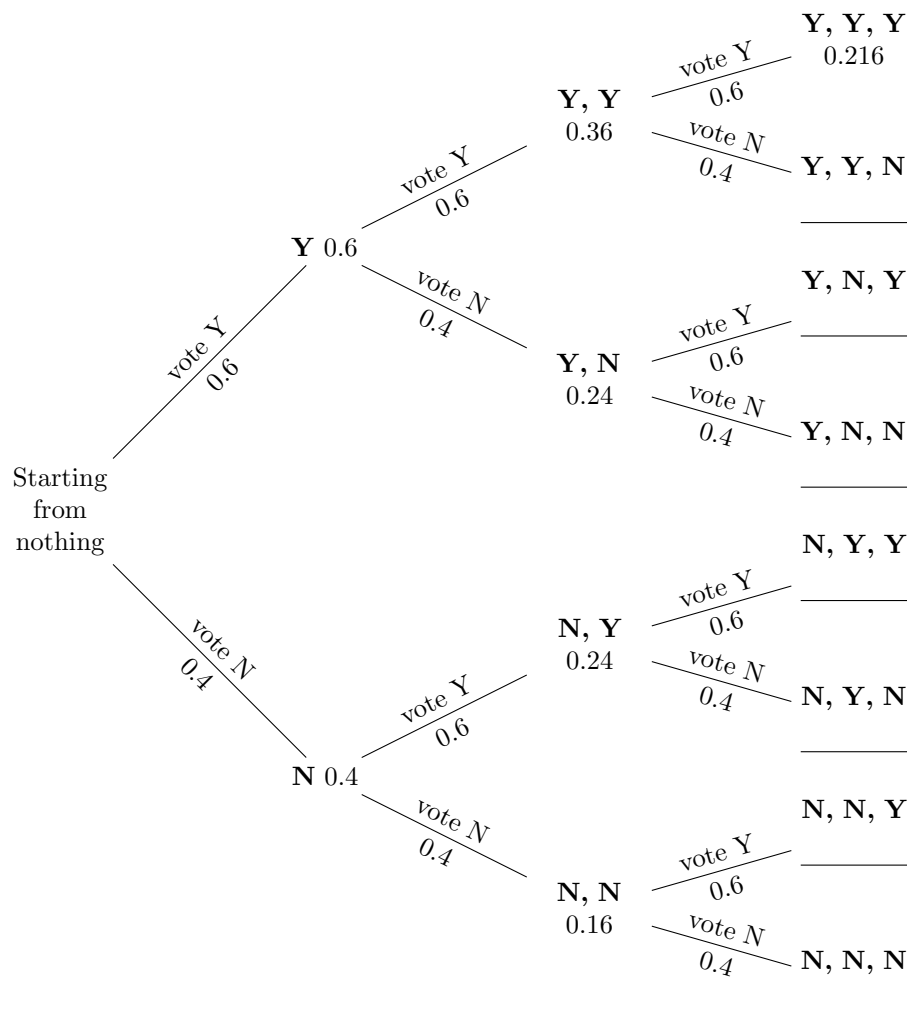 Y, Y, Y
0.216
vote Y
0.6
Y, Y
0.36
vote N
0.4
Y, Y, N
vote Y
0.6
Y 0.6
vote N
0.4
Y, N, Y
vote Y
0.6
Y, N
0.24
vote N
0.4
Y, N, N
vote Y
0.6
Starting
from
nothing
N, Y, Y
vote Y
0.6
N, Y
0.24
vote N
0.4
N, Y, N
vote N
0.4
vote Y
0.6
N 0.4
vote N
0.4
N, N, Y
vote Y
0.6
N, N
0.16
vote N
0.4
N, N, N